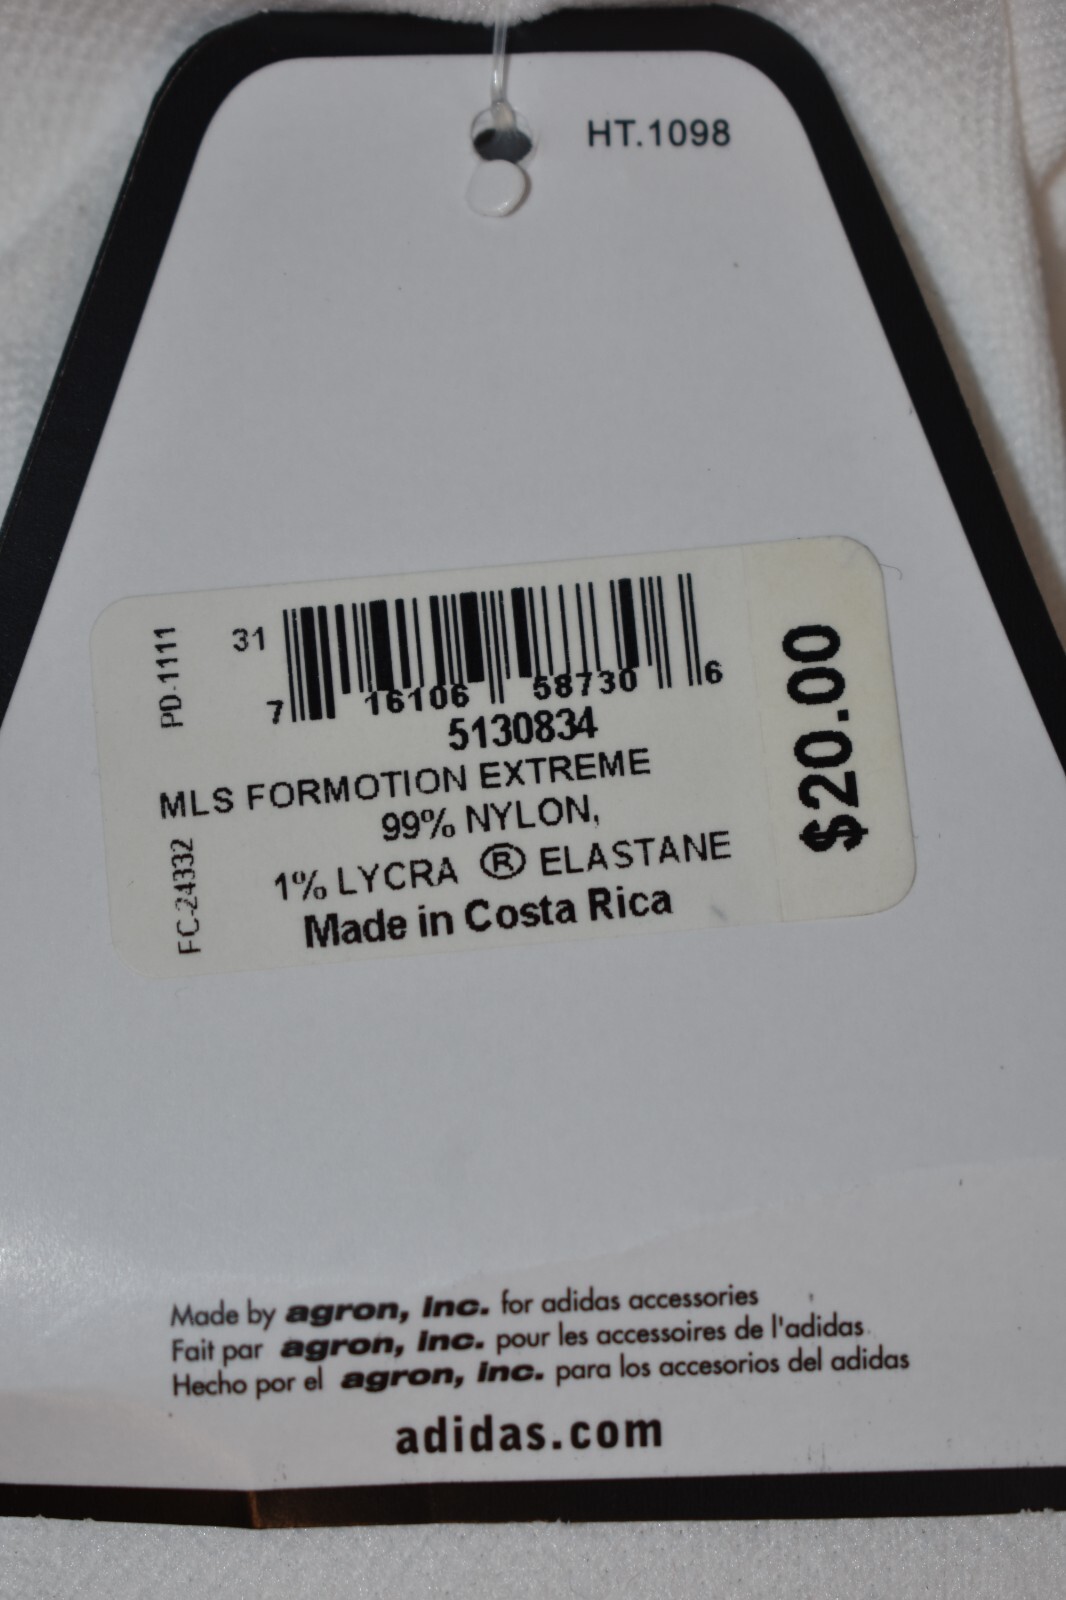 HT.1098
PD-1111
31
7 16106 58730 6
5130834
MLS FORMOTION EXTREME
99% NYLON,
1% LYCRA ® ELASTANE
Made in Costa Rica
FC-24332
$20.00
Made by agron, inc. for adidas accessories
Fait par agron, inc. pour les accessoires de l'adidas
Hecho por el agron, inc. para los accesorios del adidas
adidas.com